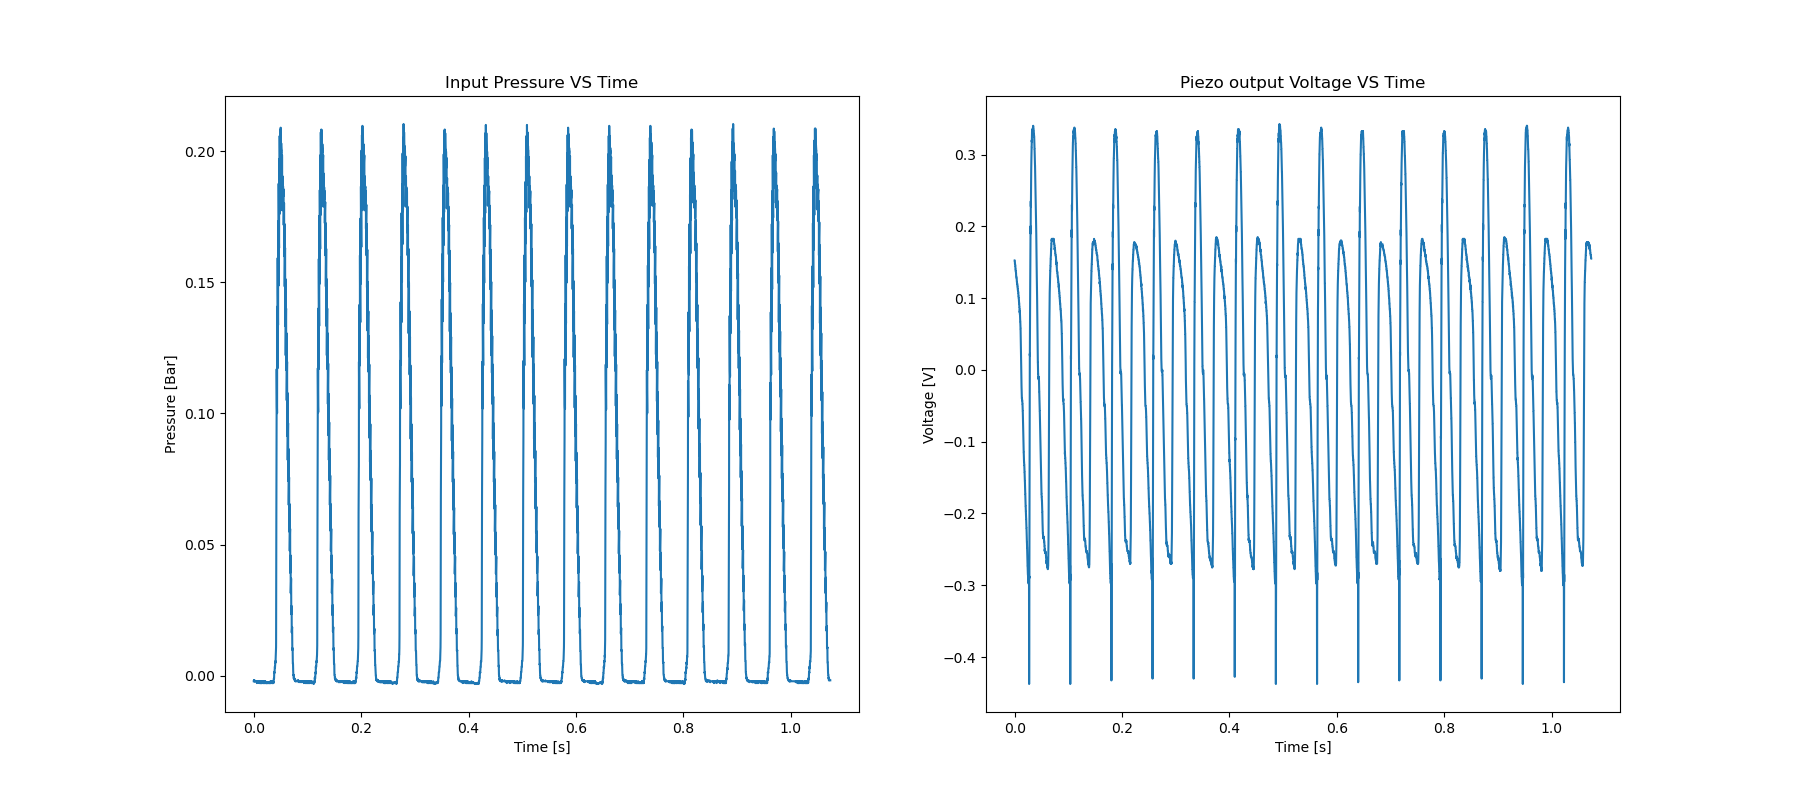 Input Pressure VS Time
0.20
0.15
0.10
0.05
0.00
Pressure [Bar]
0.0 0.2 0.4 0.6 0.8 1.0
Time [s]
Piezo output Voltage VS Time
0.3
0.2
0.1
0.0
−0.1
−0.2
−0.3
−0.4
Voltage [V]
0.0 0.2 0.4 0.6 0.8 1.0
Time [s]